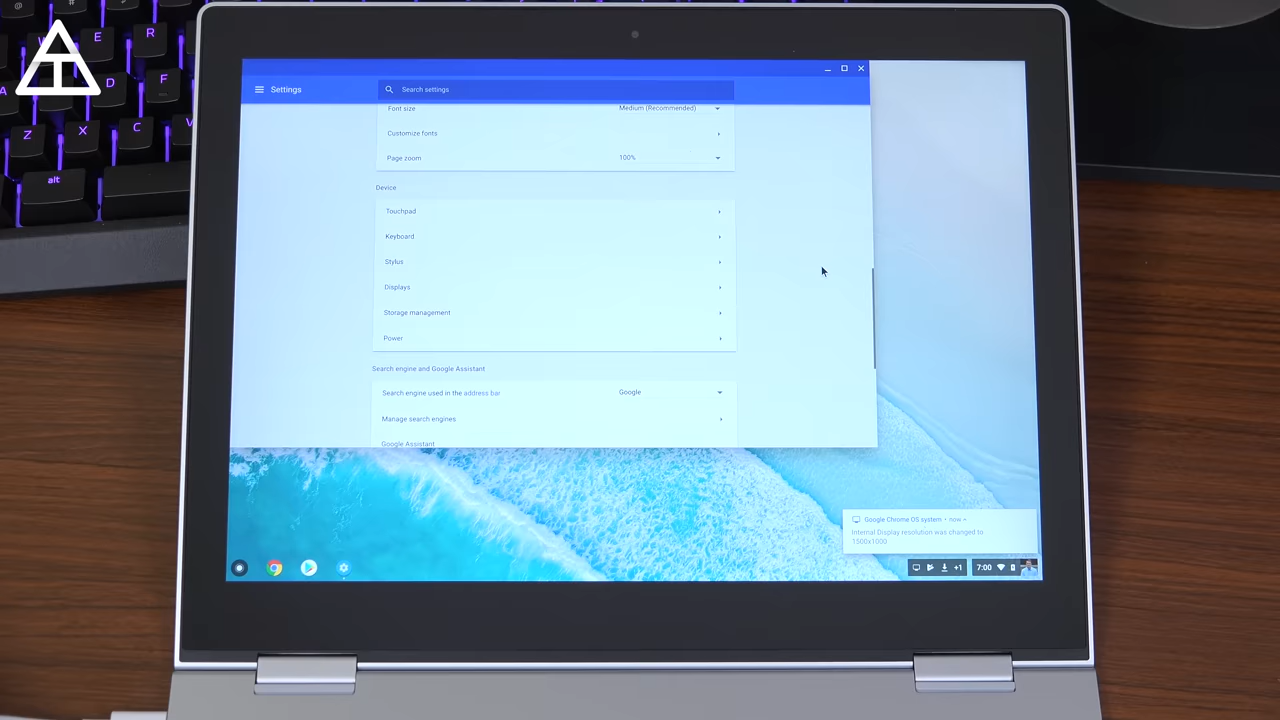 W E R
A D F
Z X C V
alt
Settings
Search settings
Font size Medium (Recommended)
Customize fonts
Page zoom 100%
Device
Touchpad
Keyboard
Stylus
Displays
Storage management
Power
Search engine and Google Assistant
Search engine used in the address bar Google
Manage search engines
Google Assistant
Google Chrome OS system • now
Internal Display resolution was changed to
1500x1000
+1 7:00